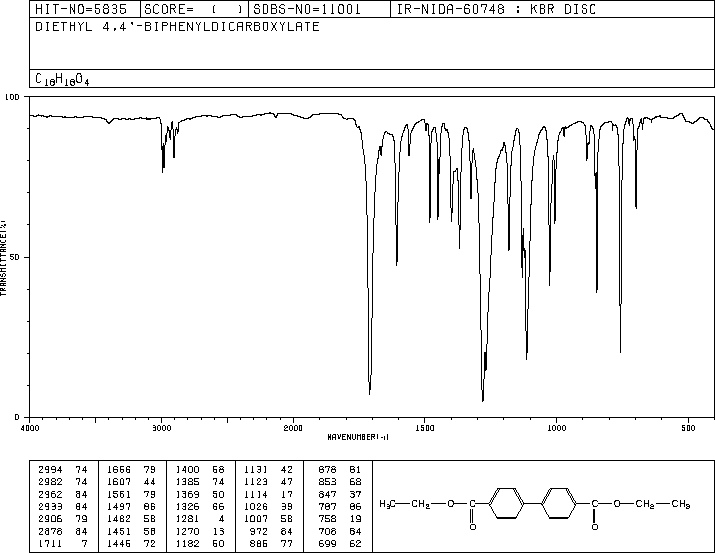 HIT-NO=5835 SCORE= ( ) SDBS-NO=11001 IR-NIDA-60748 : KBR DISC
DIETHYL 4,4'-BIPHENYLDICARBOXYLATE
C18H18O4
100
50
0
TRANSMITTANCE(%)
4000 3000 2000 1500 1000 500
WAVENUMBER(-1)
2994 74 1666 79 1400 58 1131 42 878 81
2982 74 1607 44 1385 74 1123 47 853 68
2962 84 1561 79 1369 50 1114 17 847 37
2933 84 1497 86 1326 66 1026 39 787 86
2906 79 1482 58 1281 4 1007 58 758 19
2876 84 1451 58 1270 13 972 84 706 84
1711 7 1446 72 1182 50 886 77 699 62
H3C—CH2—O—C C—O—CH2—CH3
O O